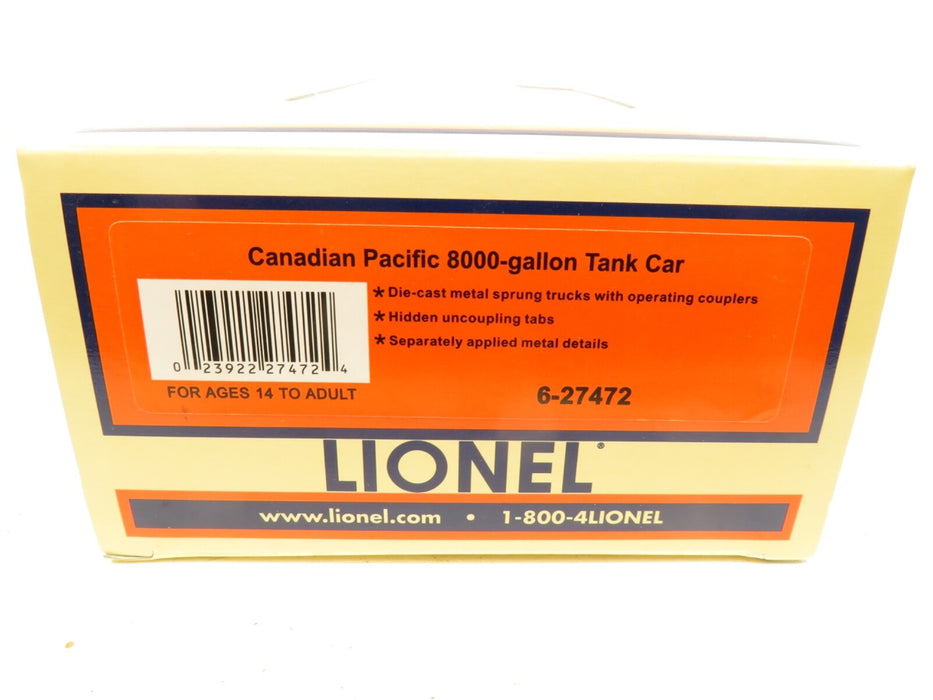 Canadian Pacific 8000-gallon Tank Car
* Die-cast metal sprung trucks with operating couplers
* Hidden uncoupling tabs
* Separately applied metal details
0 23922 27472 4
FOR AGES 14 TO ADULT
6-27472
LIONEL®
www.lionel.com • 1-800-4LIONEL